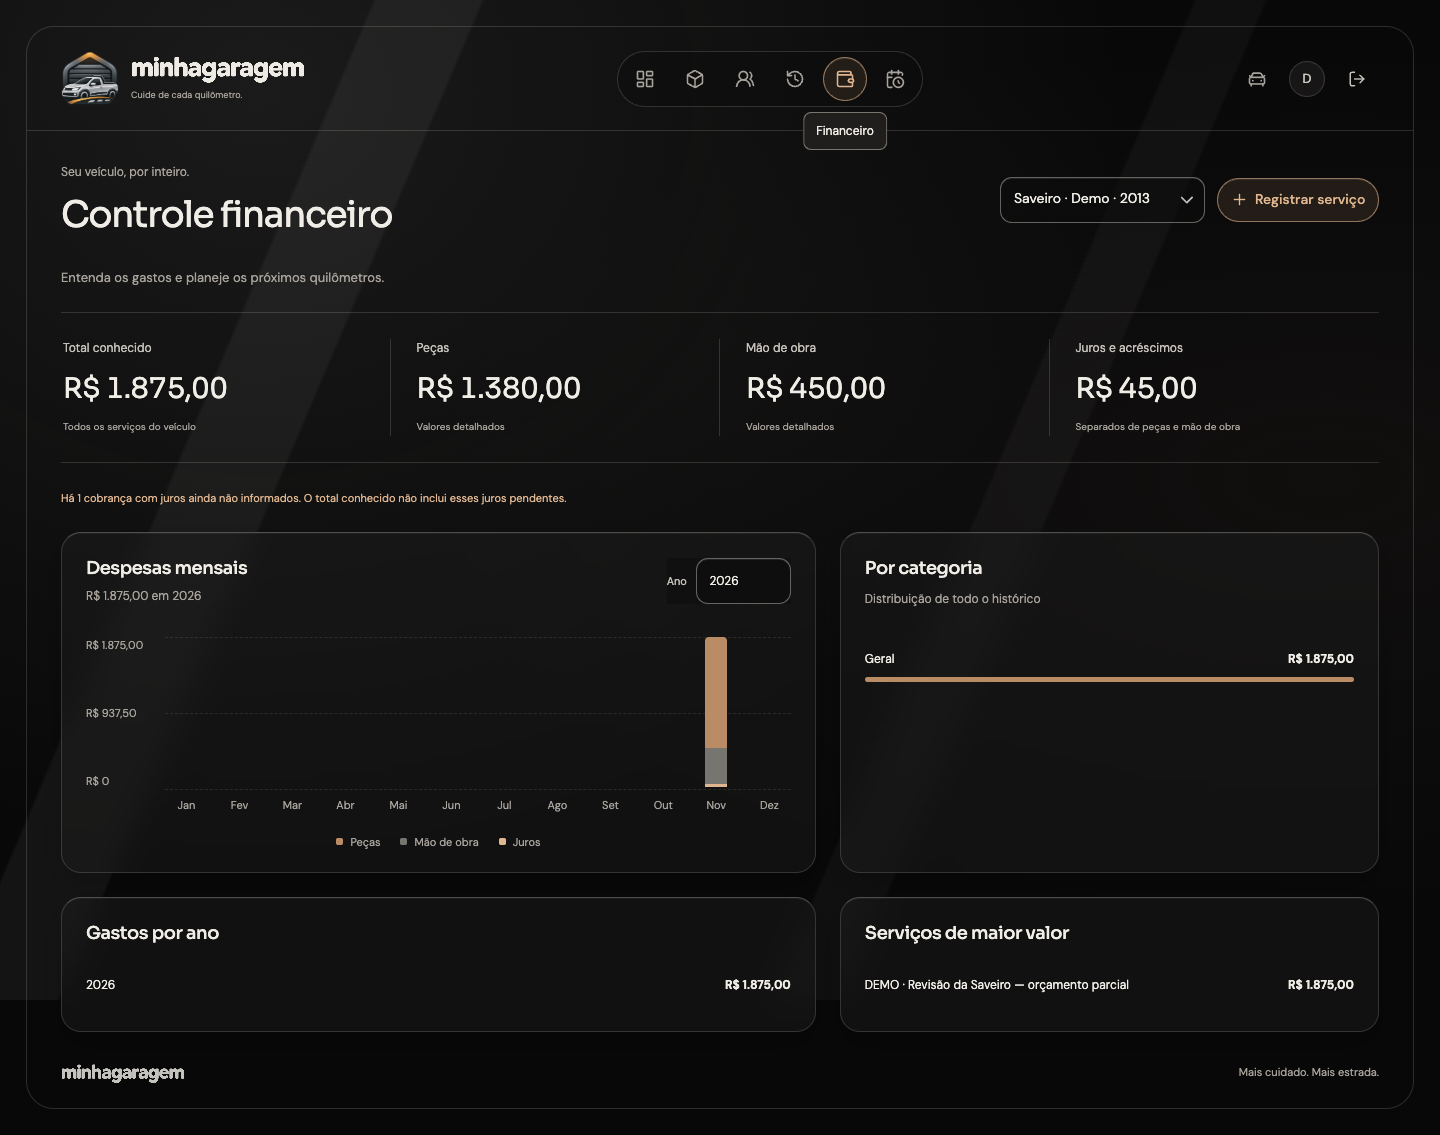 minhagaragem
Cuide de cada quilômetro.
D
Financeiro
Seu veículo, por inteiro.
Controle financeiro
Saveiro · Demo · 2013
+ Registrar serviço
Entenda os gastos e planeje os próximos quilômetros.
Total conhecido
R$ 1.875,00
Todos os serviços do veículo
Peças
R$ 1.380,00
Valores detalhados
Mão de obra
R$ 450,00
Valores detalhados
Juros e acréscimos
R$ 45,00
Separados de peças e mão de obra
Há 1 cobrança com juros ainda não informados. O total conhecido não inclui esses juros pendentes.
Despesas mensais
R$ 1.875,00 em 2026
Ano
2026
R$ 1.875,00
R$ 937,50
R$ 0
Jan Fev Mar Abr Mai Jun Jul Ago Set Out Nov Dez
Peças Mão de obra Juros
Por categoria
Distribuição de todo o histórico
Geral R$ 1.875,00
Gastos por ano
2026 R$ 1.875,00
Serviços de maior valor
DEMO · Revisão da Saveiro — orçamento parcial R$ 1.875,00
minhagaragem
Mais cuidado. Mais estrada.